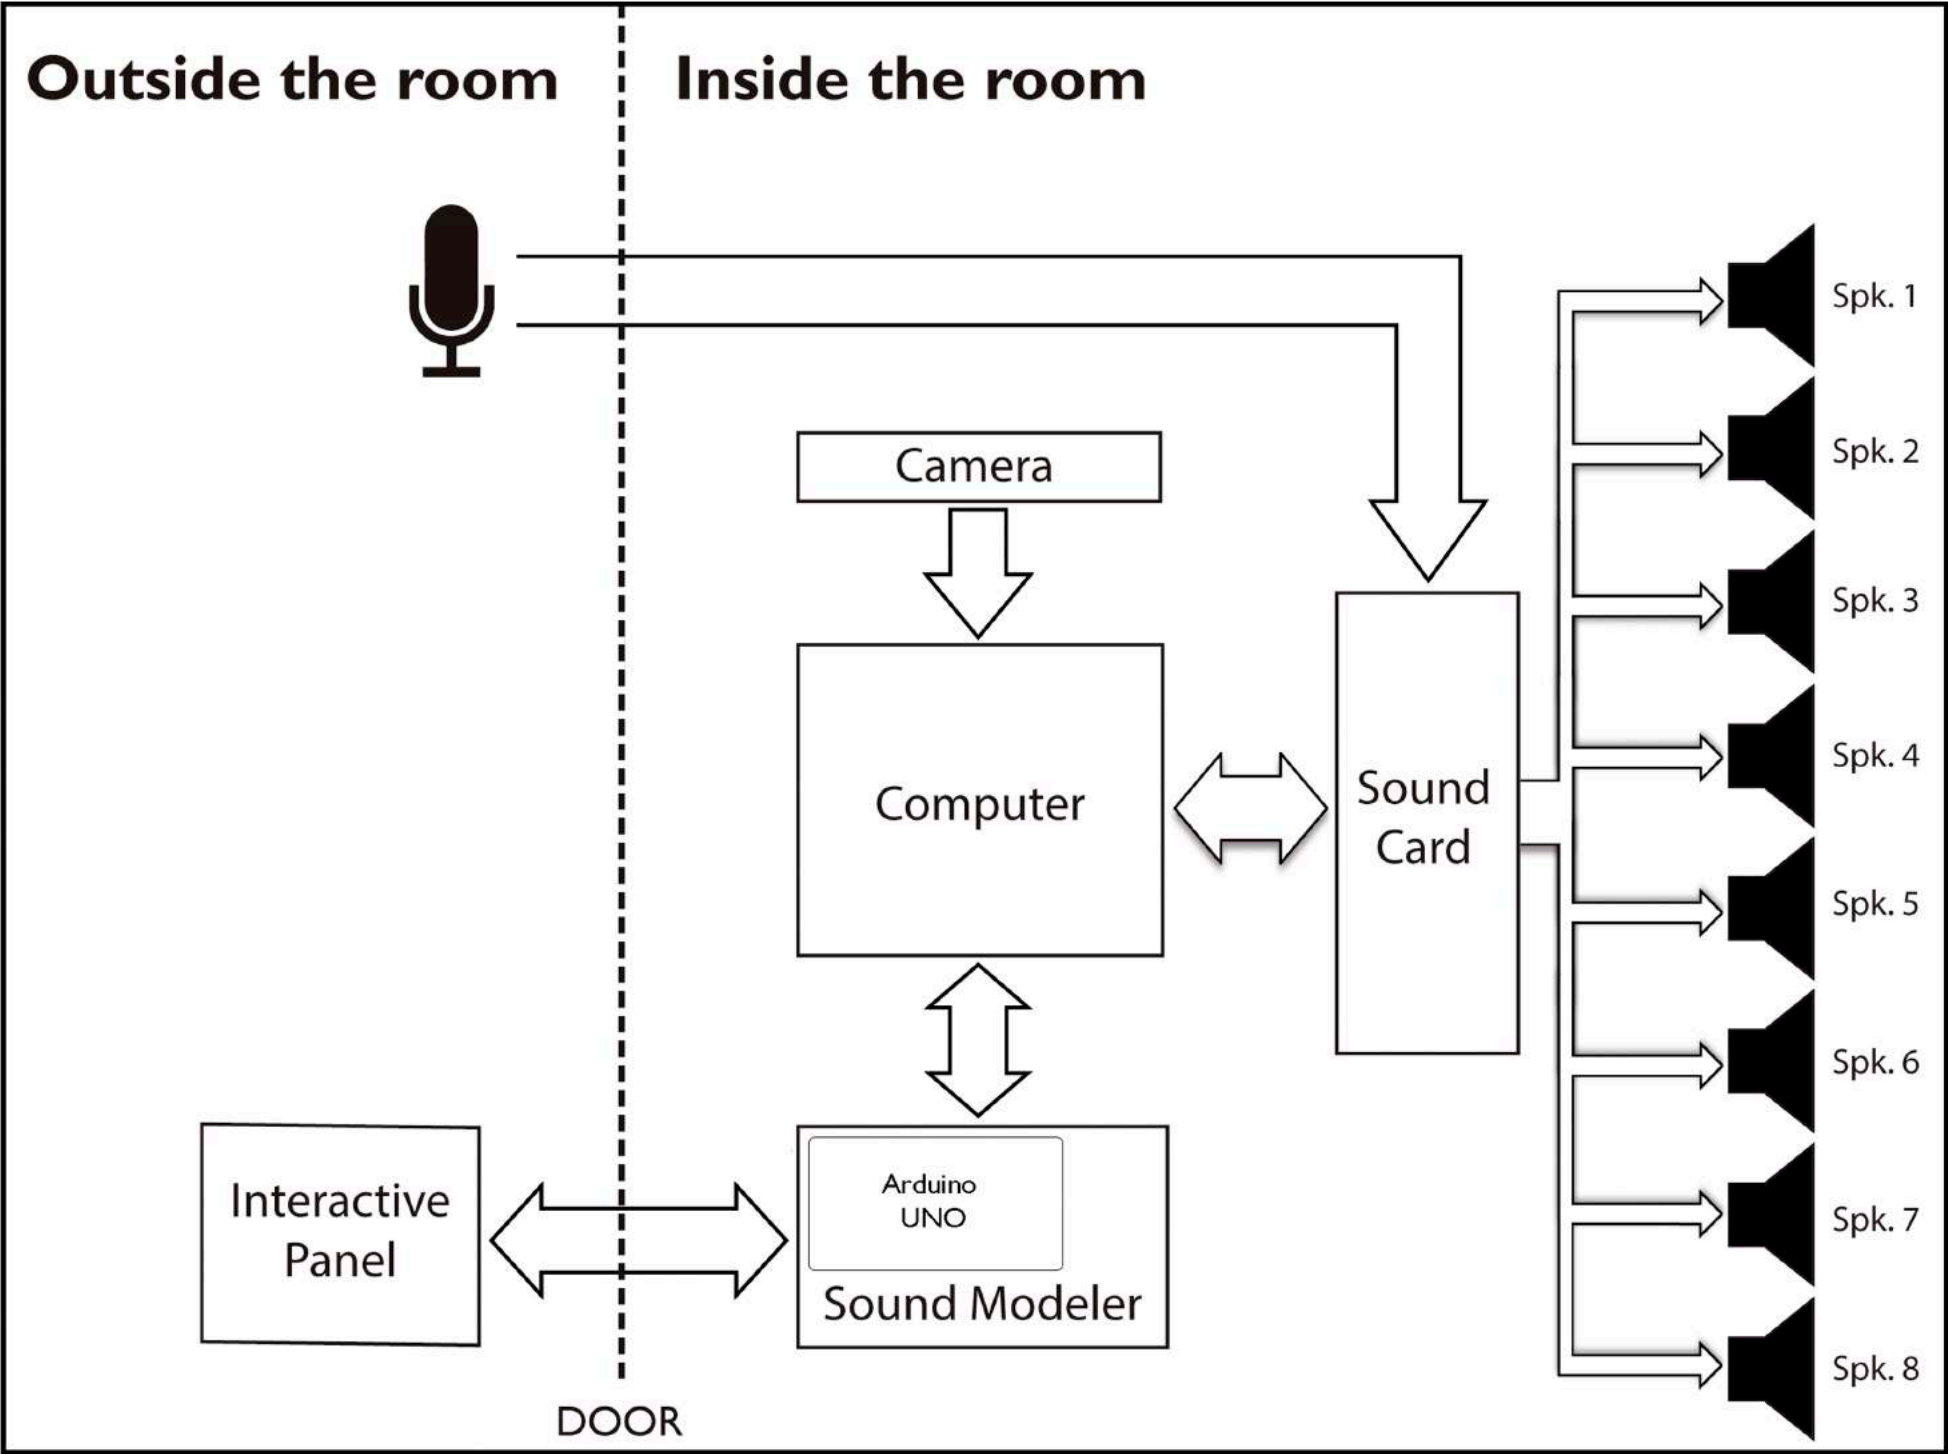 Outside the room
Inside the room
Camera
Computer
Sound
Card
Arduino
UNO
Sound Modeler
Interactive
Panel
DOOR
Spk. 1
Spk. 2
Spk. 3
Spk. 4
Spk. 5
Spk. 6
Spk. 7
Spk. 8